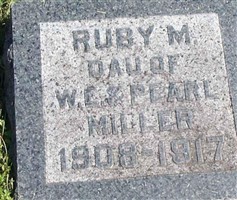 RUBY M.
DAU. OF
W.E. & PEARL
MILLER
1908-1917